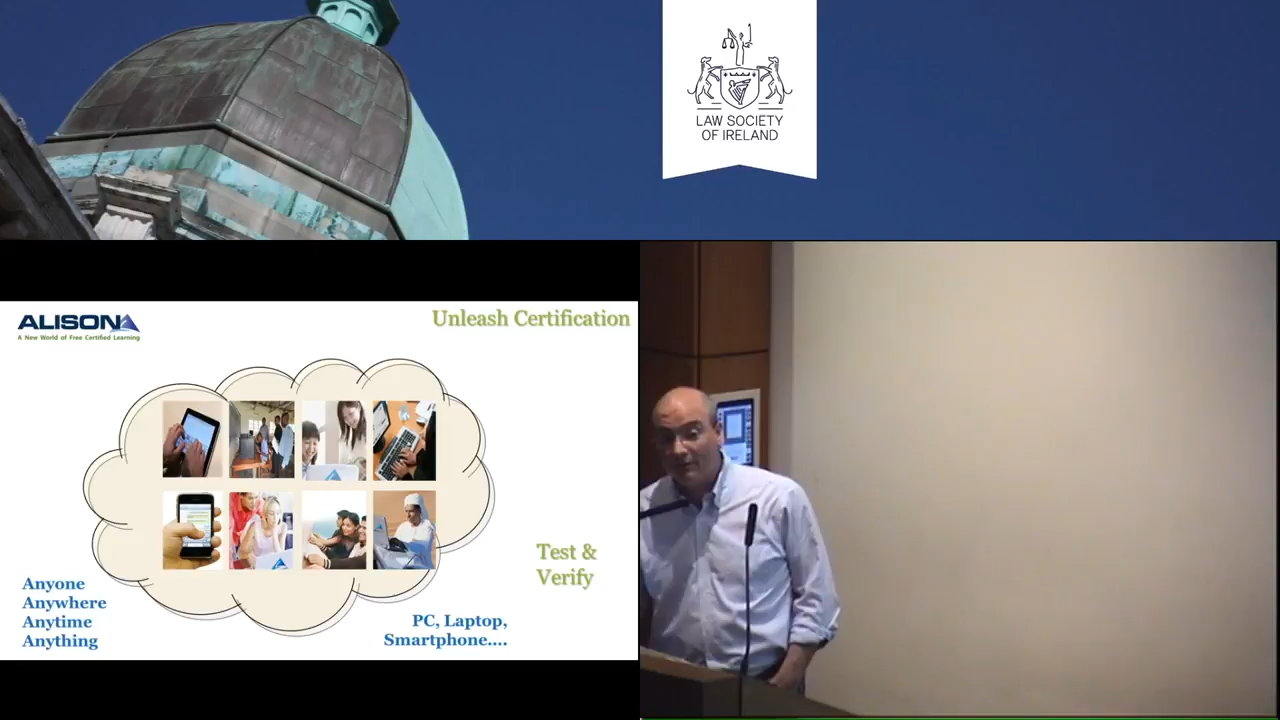 LAW SOCIETY
OF IRELAND
ALISON
A New World of Free Certified Learning
Unleash Certification
Test &
Verify
Anyone
Anywhere
Anytime
Anything
PC, Laptop,
Smartphone....